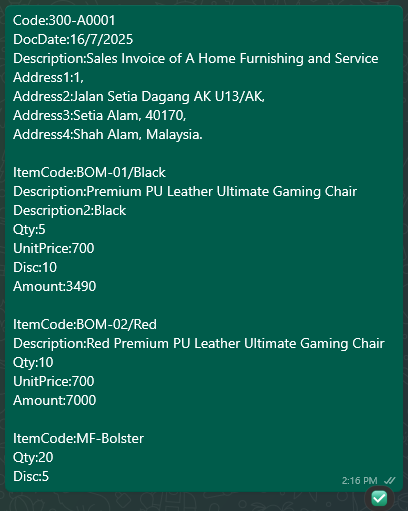 Code:300-A0001
DocDate:16/7/2025
Description:Sales Invoice of A Home Furnishing and Service
Address1:1,
Address2:Jalan Setia Dagang AK U13/AK,
Address3:Setia Alam, 40170,
Address4:Shah Alam, Malaysia.

ItemCode:BOM-01/Black
Description:Premium PU Leather Ultimate Gaming Chair
Description2:Black
Qty:5
UnitPrice:700
Disc:10
Amount:3490

ItemCode:BOM-02/Red
Description:Red Premium PU Leather Ultimate Gaming Chair
Qty:10
UnitPrice:700
Amount:7000

ItemCode:MF-Bolster
Qty:20
Disc:5
2:16 PM